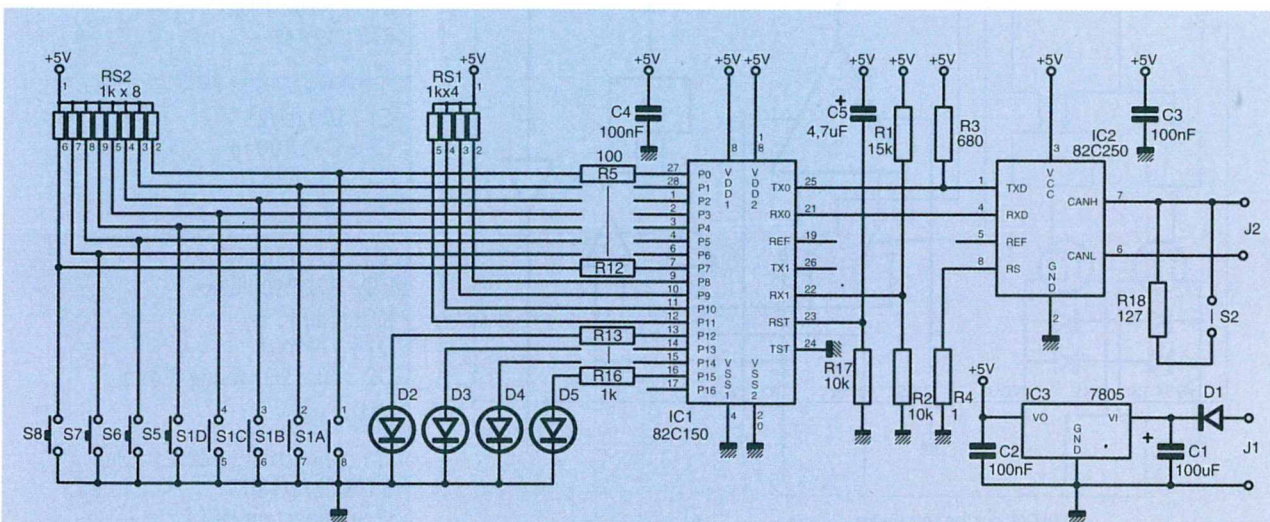 +5V +5V +5V +5V +5V +5V +5V +5V +5V +5V
RS2
1k x 8
RS1
1kx4
1
1
6 7 8 9 5 4 3 2
5 4 3 2
C4
100nF
+
C5
4,7uF
R1
15k
R3
680
IC2
82C250
C3
100nF
100
R5
R12
R13
R16
1k
27 P0
28 P1
1 P2
2 P3
3 P4
4 P5
6 P6
7 P7
9 P8
10 P9
11 P10
12 P11
13 P12
14 P13
15 P14
16 P15
17 P16
8 VDD1
18 VDD2
TX0 25
RX0 21
REF 19
TX1 26
RX1 22
RST 23
TST 24
VSS1 4
VSS2 20
IC1
82C150
R17
10k
R2
10k
R4
1
3
VCC
1 TXD
4 RXD
5 REF
8 RS
CANH 7
CANL 6
GND
2
J2
R18
127
S2
+5V
IC3 7805
VO VI
GND
C2
100nF
+
C1
100uF
D1
J1
S8 S7 S6 S5 S1D S1C S1B S1A
4 3 2 1
5 6 7 8
D2 D3 D4 D5